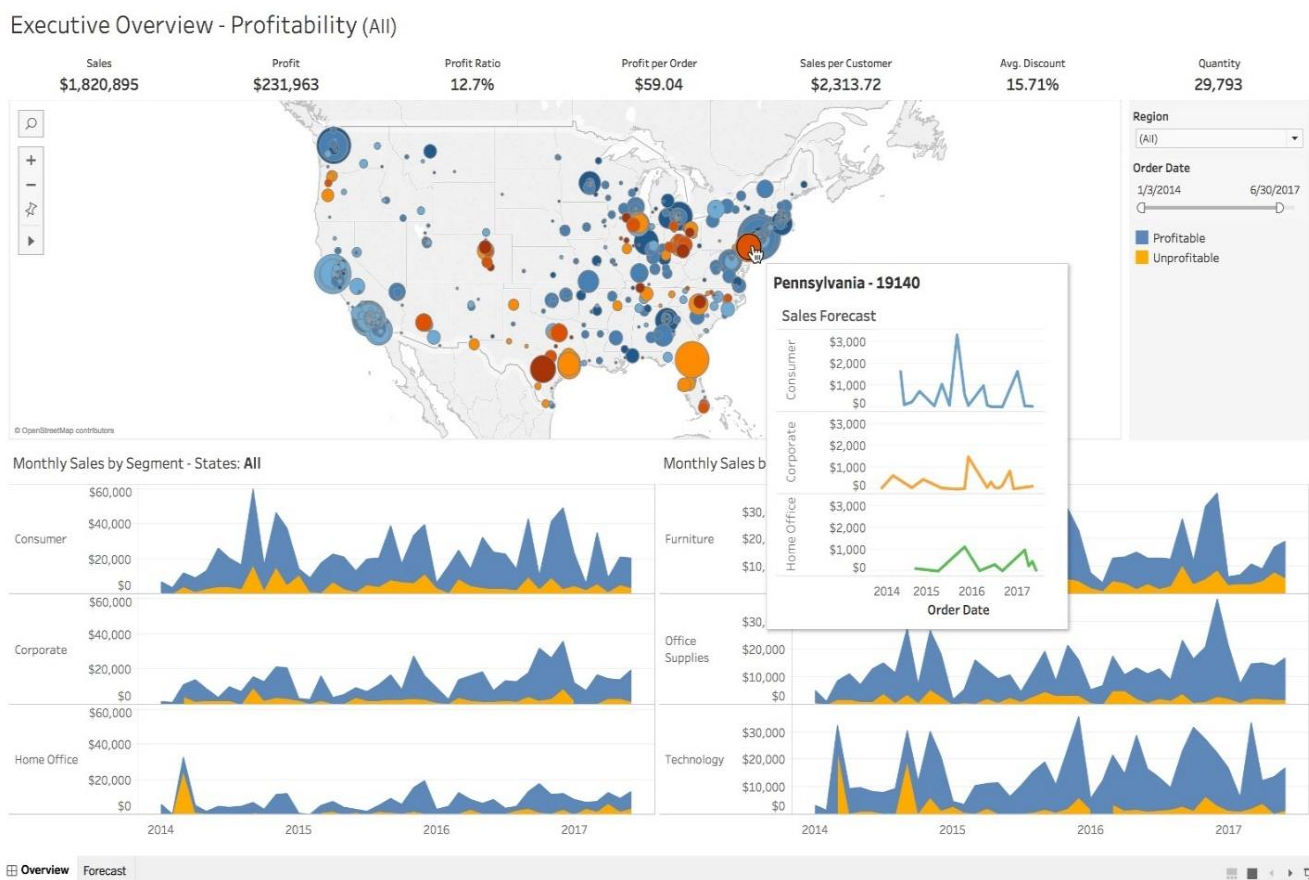 Executive Overview - Profitability (All)
Sales Profit Profit Ratio Profit per Order Sales per Customer Avg. Discount Quantity
$1,820,895 $231,963 12.7% $59.04 $2,313.72 15.71% 29,793
Region
(All)
Order Date
1/3/2014 6/30/2017
Profitable
Unprofitable
© OpenStreetMap contributors
Pennsylvania - 19140
Sales Forecast
Consumer
$3,000
$2,000
$1,000
$0
Corporate
$3,000
$2,000
$1,000
$0
Home Office
$3,000
$2,000
$1,000
$0
2014 2015 2016 2017
Order Date
Monthly Sales by Segment - States: All
Consumer
$60,000
$40,000
$20,000
$0
Corporate
$60,000
$40,000
$20,000
$0
Home Office
$60,000
$40,000
$20,000
$0
2014 2015 2016 2017
Monthly Sales b
Furniture
$30,
$20,
$10,
Office
Supplies
$30,
$20,000
$10,000
$0
Technology
$30,000
$20,000
$10,000
$0
2014 2015 2016 2017
Overview Forecast